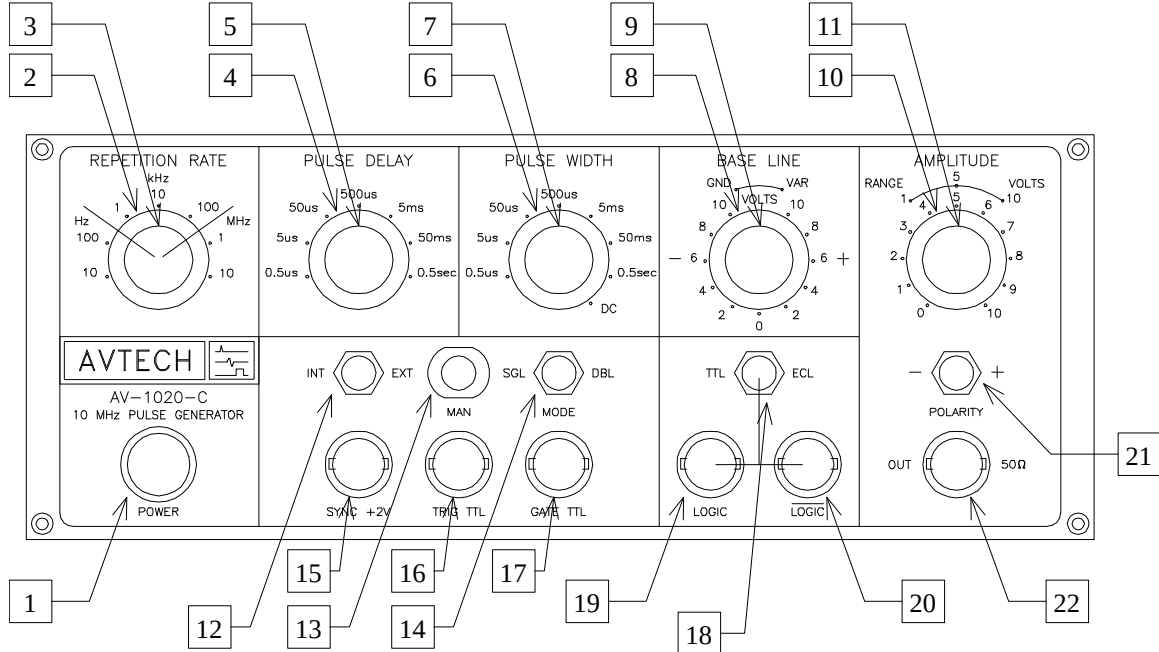 3 5 7 9 11
2 4 6 8 10
REPETITION RATE
kHz
10
1 100
Hz MHz
100 1
10 10
PULSE DELAY
500us
50us 5ms
5us 50ms
0.5us 0.5sec
PULSE WIDTH
500us
50us 5ms
5us 50ms
0.5us 0.5sec
DC
BASE LINE
GND VAR
VOLTS
10 10
8 8
- 6 6 +
4 4
2 2
0
AMPLITUDE
5
RANGE VOLTS
1 10
5
4 6
3 7
2 8
1 9
0 10
AVTECH
AV-1020-C
10 MHz PULSE GENERATOR
POWER
INT EXT
MAN
SGL DBL
MODE
SYNC +2V
TRIG TTL
GATE TTL
TTL ECL
LOGIC
LOGIC
- +
POLARITY
OUT 50Ω
21
15 16 17
1 19 20 22
12 13 14 18